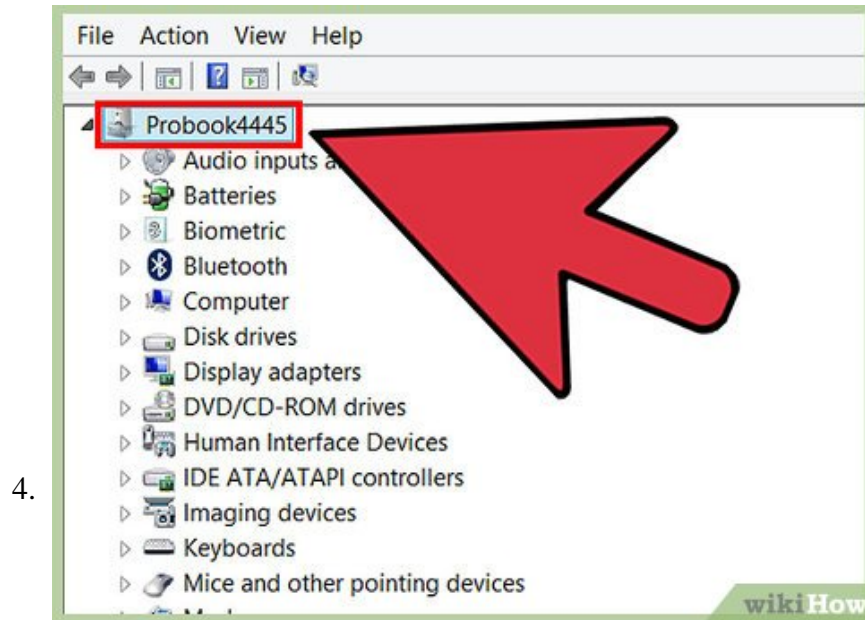 File Action View Help
Probook4445
Audio inputs a
Batteries
Biometric
Bluetooth
Computer
Disk drives
Display adapters
DVD/CD-ROM drives
Human Interface Devices
IDE ATA/ATAPI controllers
4.
Imaging devices
Keyboards
Mice and other pointing devices
wikiHow